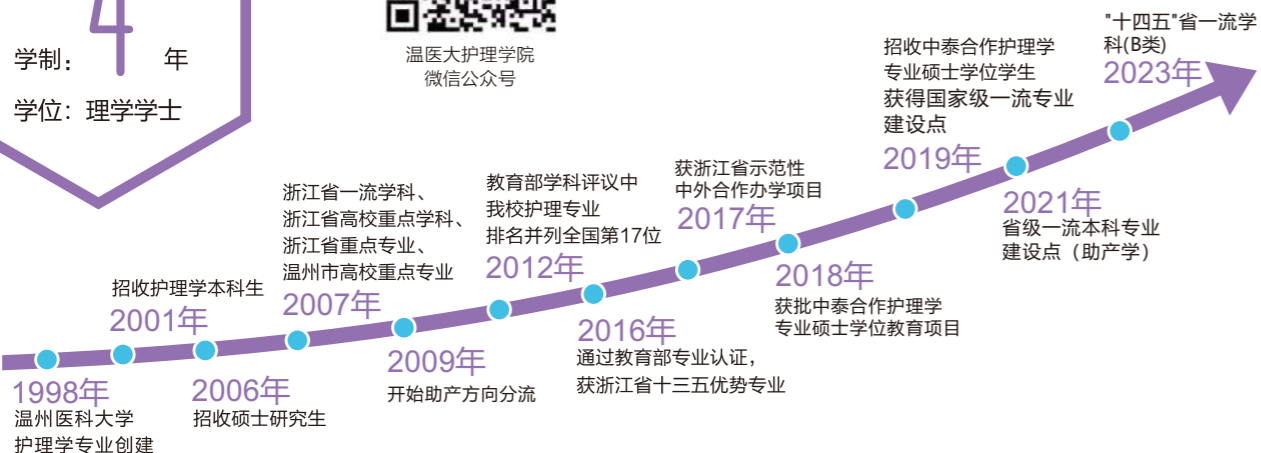 学制： 4 年
学位：理学学士
温医大护理学院
微信公众号
1998年
温州医科大学
护理学专业创建
招收护理学本科生
2001年
2006年
招收硕士研究生
浙江省一流学科、
浙江省高校重点学科、
浙江省重点专业、
温州市高校重点专业
2007年
2009年
开始助产方向分流
教育部学科评议中
我校护理专业
排名并列全国第17位
2012年
2016年
通过教育部专业认证，
获浙江省十三五优势专业
获浙江省示范性
中外合作办学项目
2017年
2018年
获批中泰合作护理学
专业硕士学位教育项目
招收中泰合作护理学
专业硕士学位学生
获得国家级一流专业
建设点
2019年
2021年
省级一流本科专业
建设点（助产学）
"十四五"省一流学
科(B类)
2023年